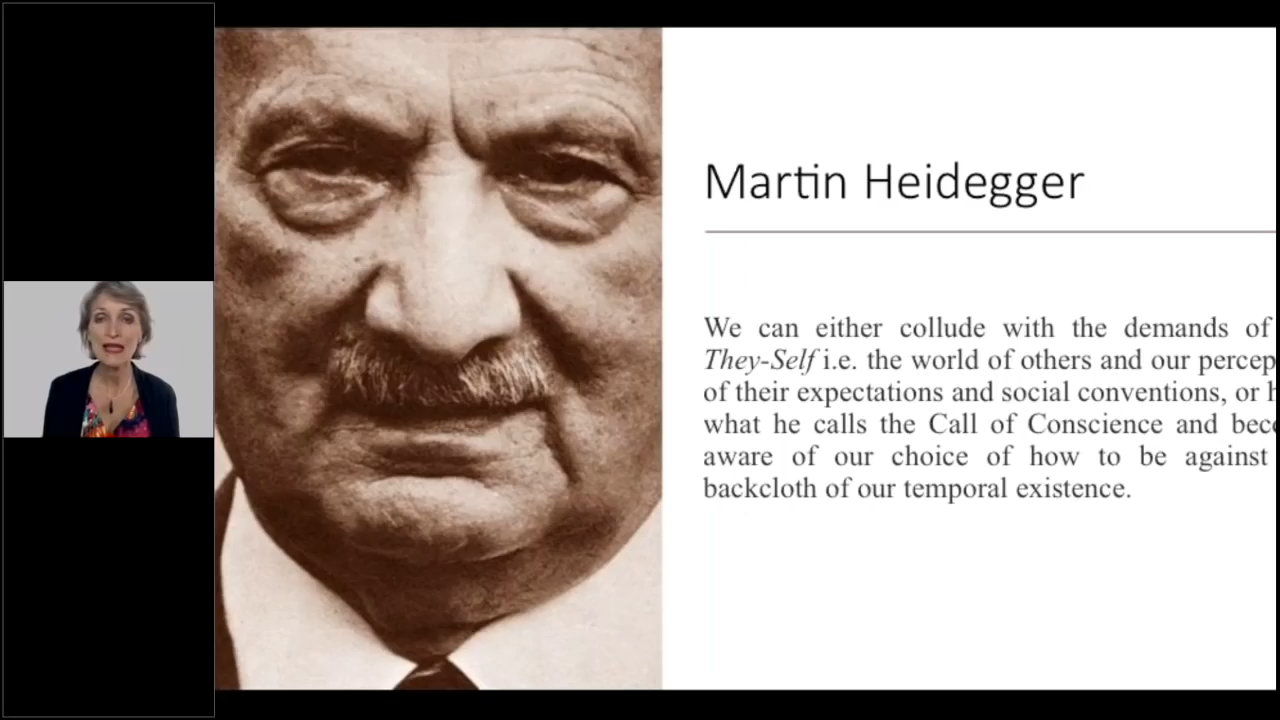 Martin Heidegger
We can either collude with the demands of
They-Self i.e. the world of others and our percep
of their expectations and social conventions, or h
what he calls the Call of Conscience and bec
aware of our choice of how to be against
backcloth of our temporal existence.